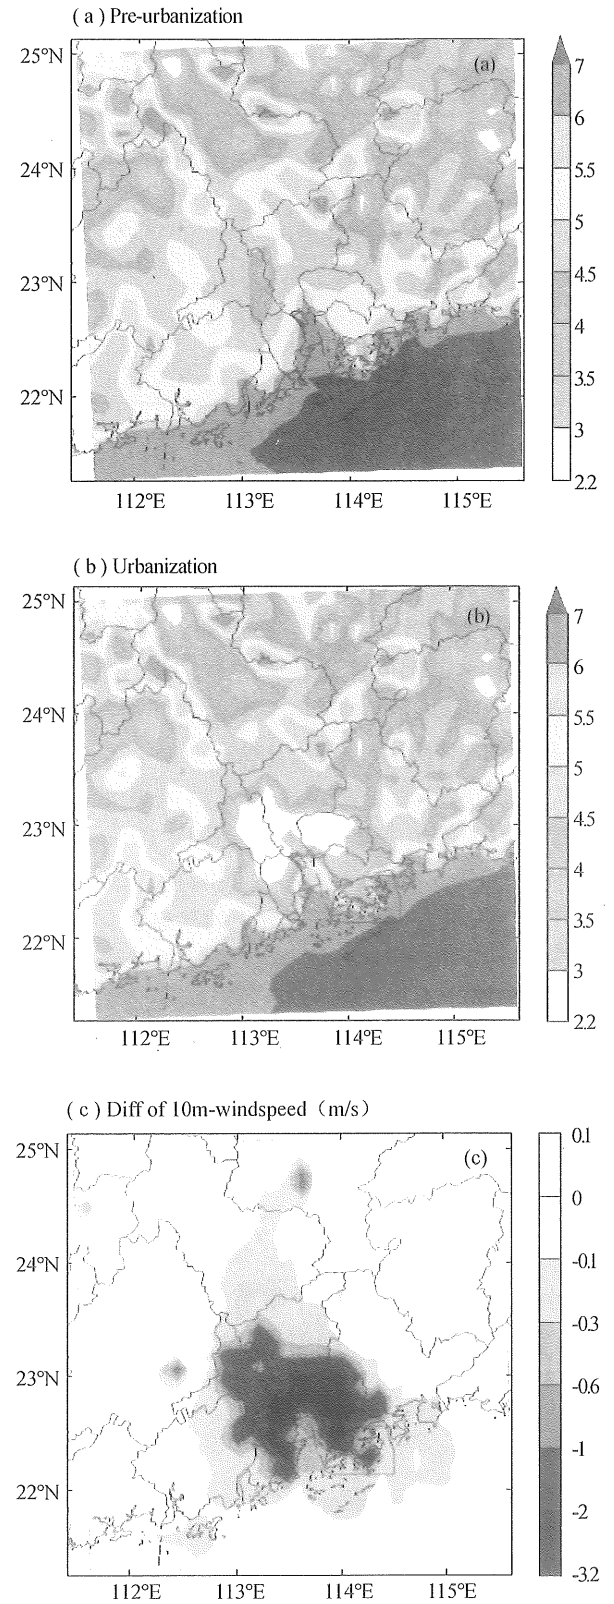 ( a ) Pre-urbanization
(a)
25°N
24°N
23°N
22°N
112°E 113°E 114°E 115°E
7
6
5.5
5
4.5
4
3.5
3
2.2
( b ) Urbanization
(b)
25°N
24°N
23°N
22°N
112°E 113°E 114°E 115°E
7
6
5.5
5
4.5
4
3.5
3
2.2
( c ) Diff of 10m-windspeed (m/s)
(c)
25°N
24°N
23°N
22°N
112°E 113°E 114°E 115°E
0.1
0
-0.1
-0.3
-0.6
-1
-2
-3.2